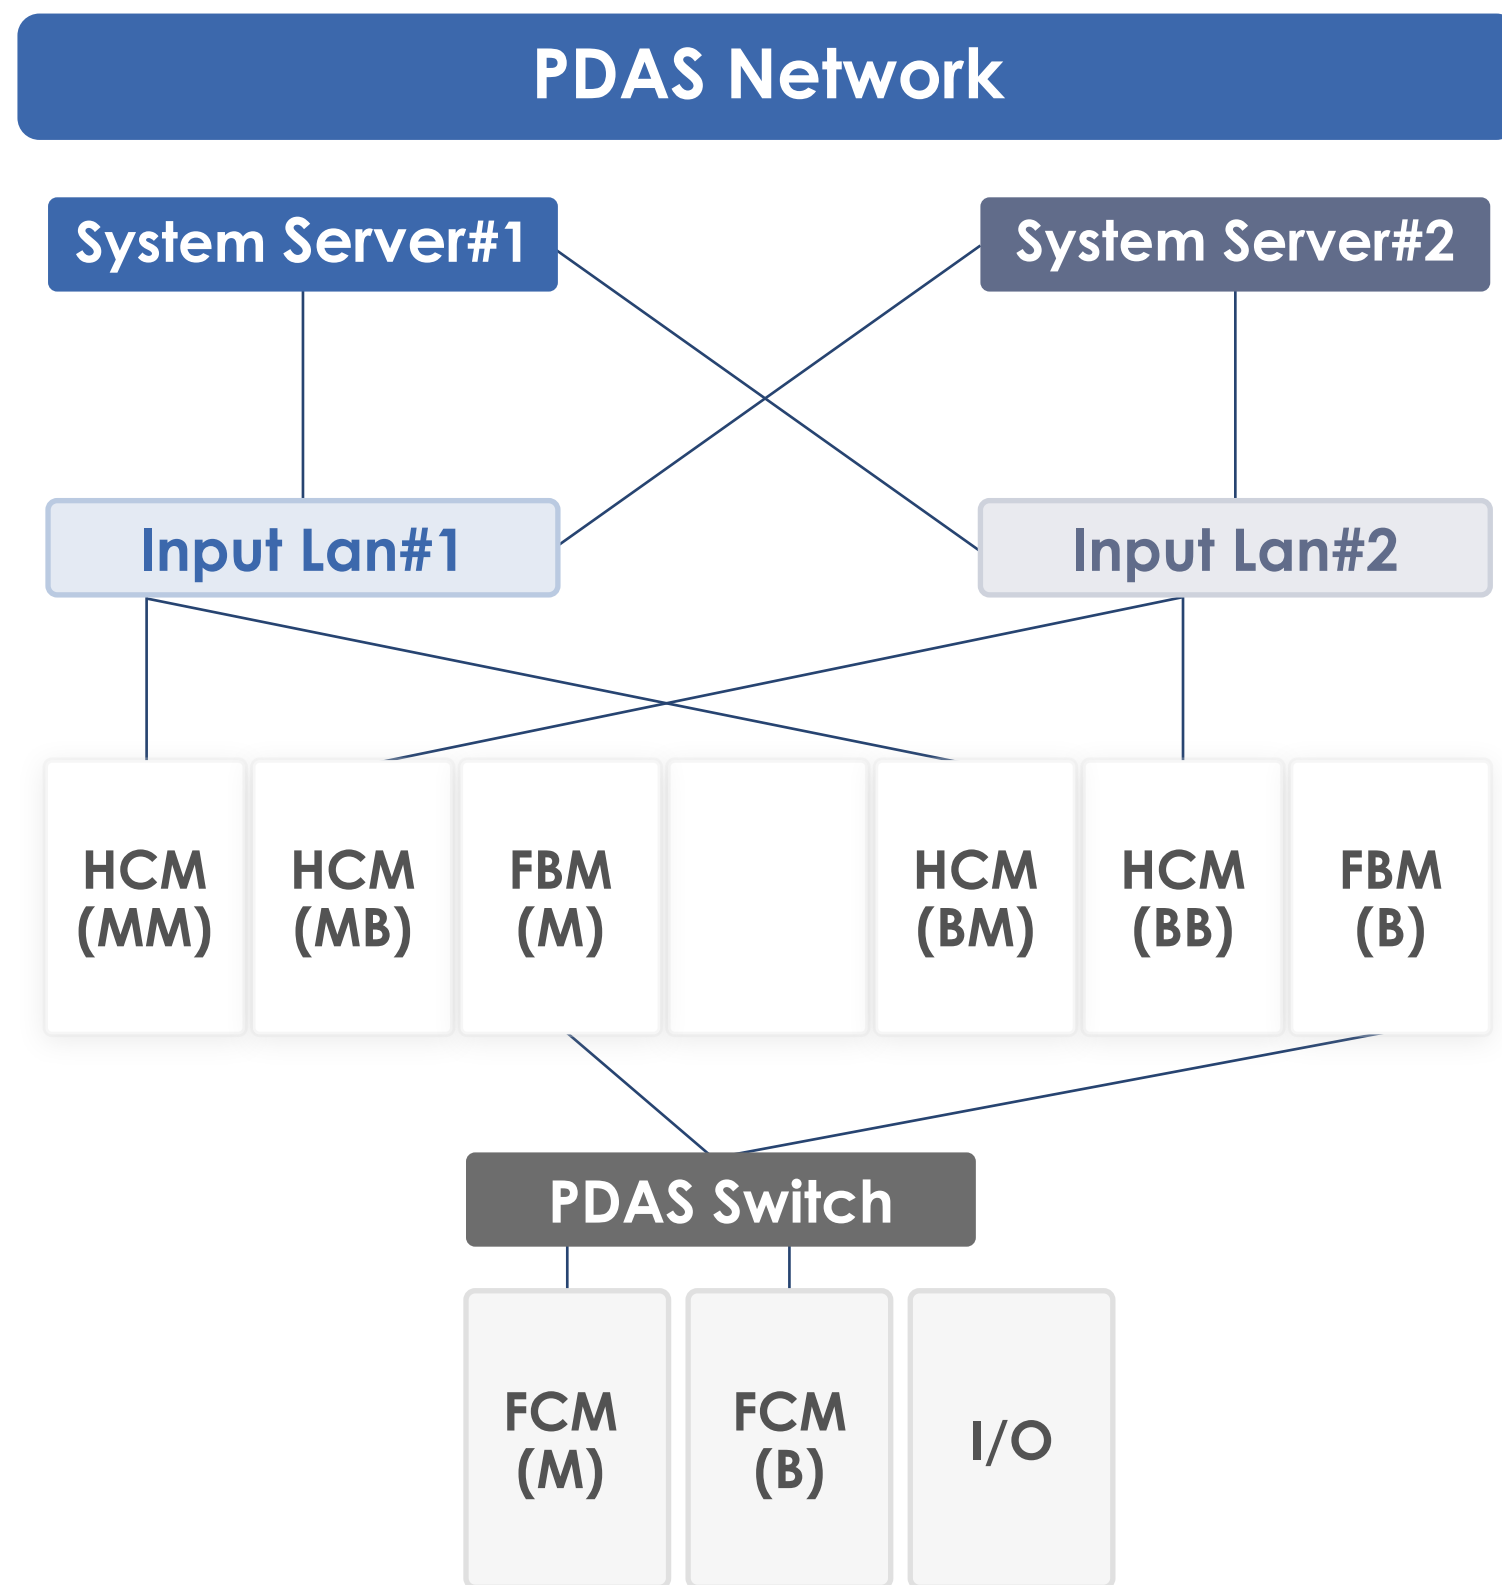 PDAS Network
System Server#1
System Server#2
Input Lan#1
Input Lan#2
HCM
(MM)
HCM
(MB)
FBM
(M)
HCM
(BM)
HCM
(BB)
FBM
(B)
PDAS Switch
FCM
(M)
FCM
(B)
I/O